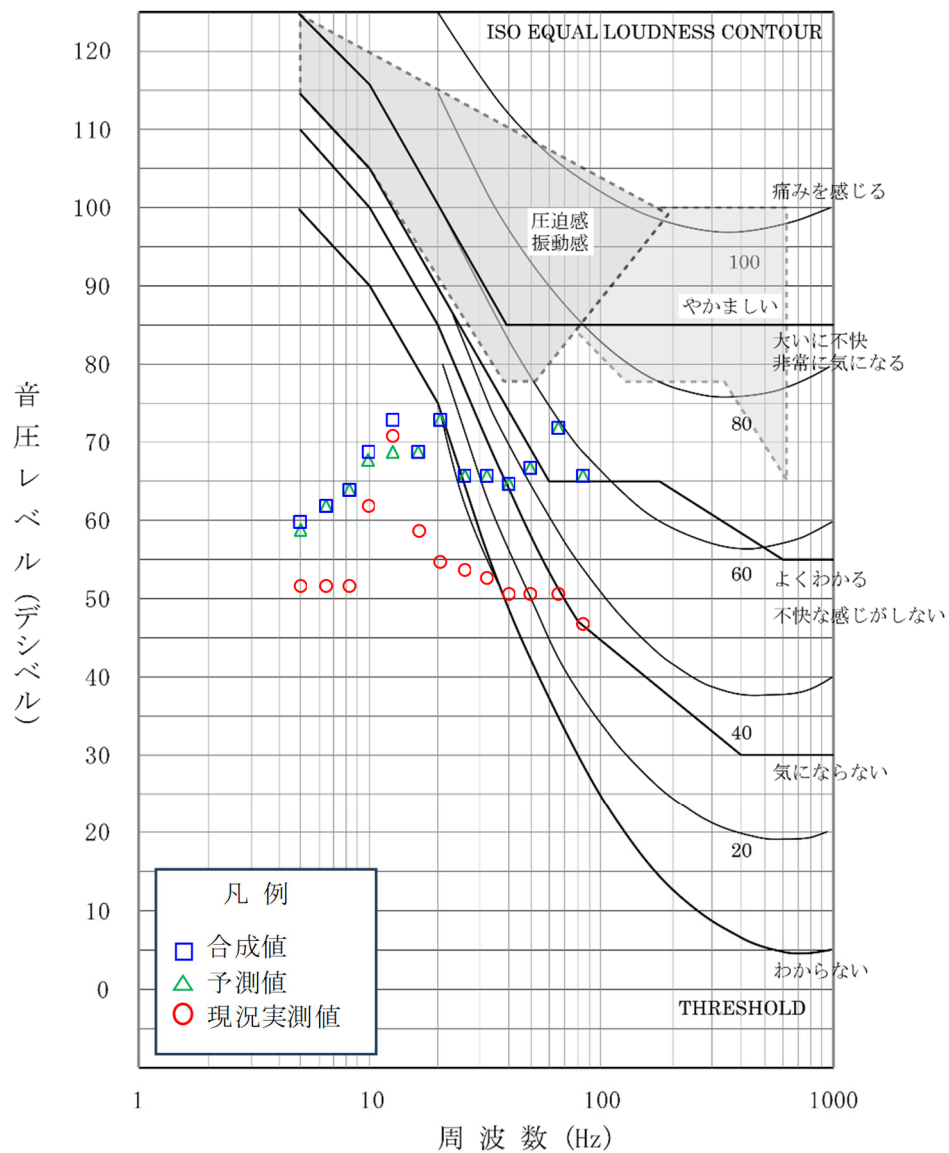 ISO EQUAL LOUDNESS CONTOUR
120
110
100
90
80
70
60
50
40
30
20
10
0
音圧レベル(デシベル)
圧迫感
振動感
痛みを感じる
100
やかましい
大いに不快
非常に気になる
80
60
よくわかる
不快な感じがしない
40
気にならない
20
わからない
THRESHOLD
凡 例
合成値
予測値
現況実測値
1
10
100
1000
周 波 数 (Hz)